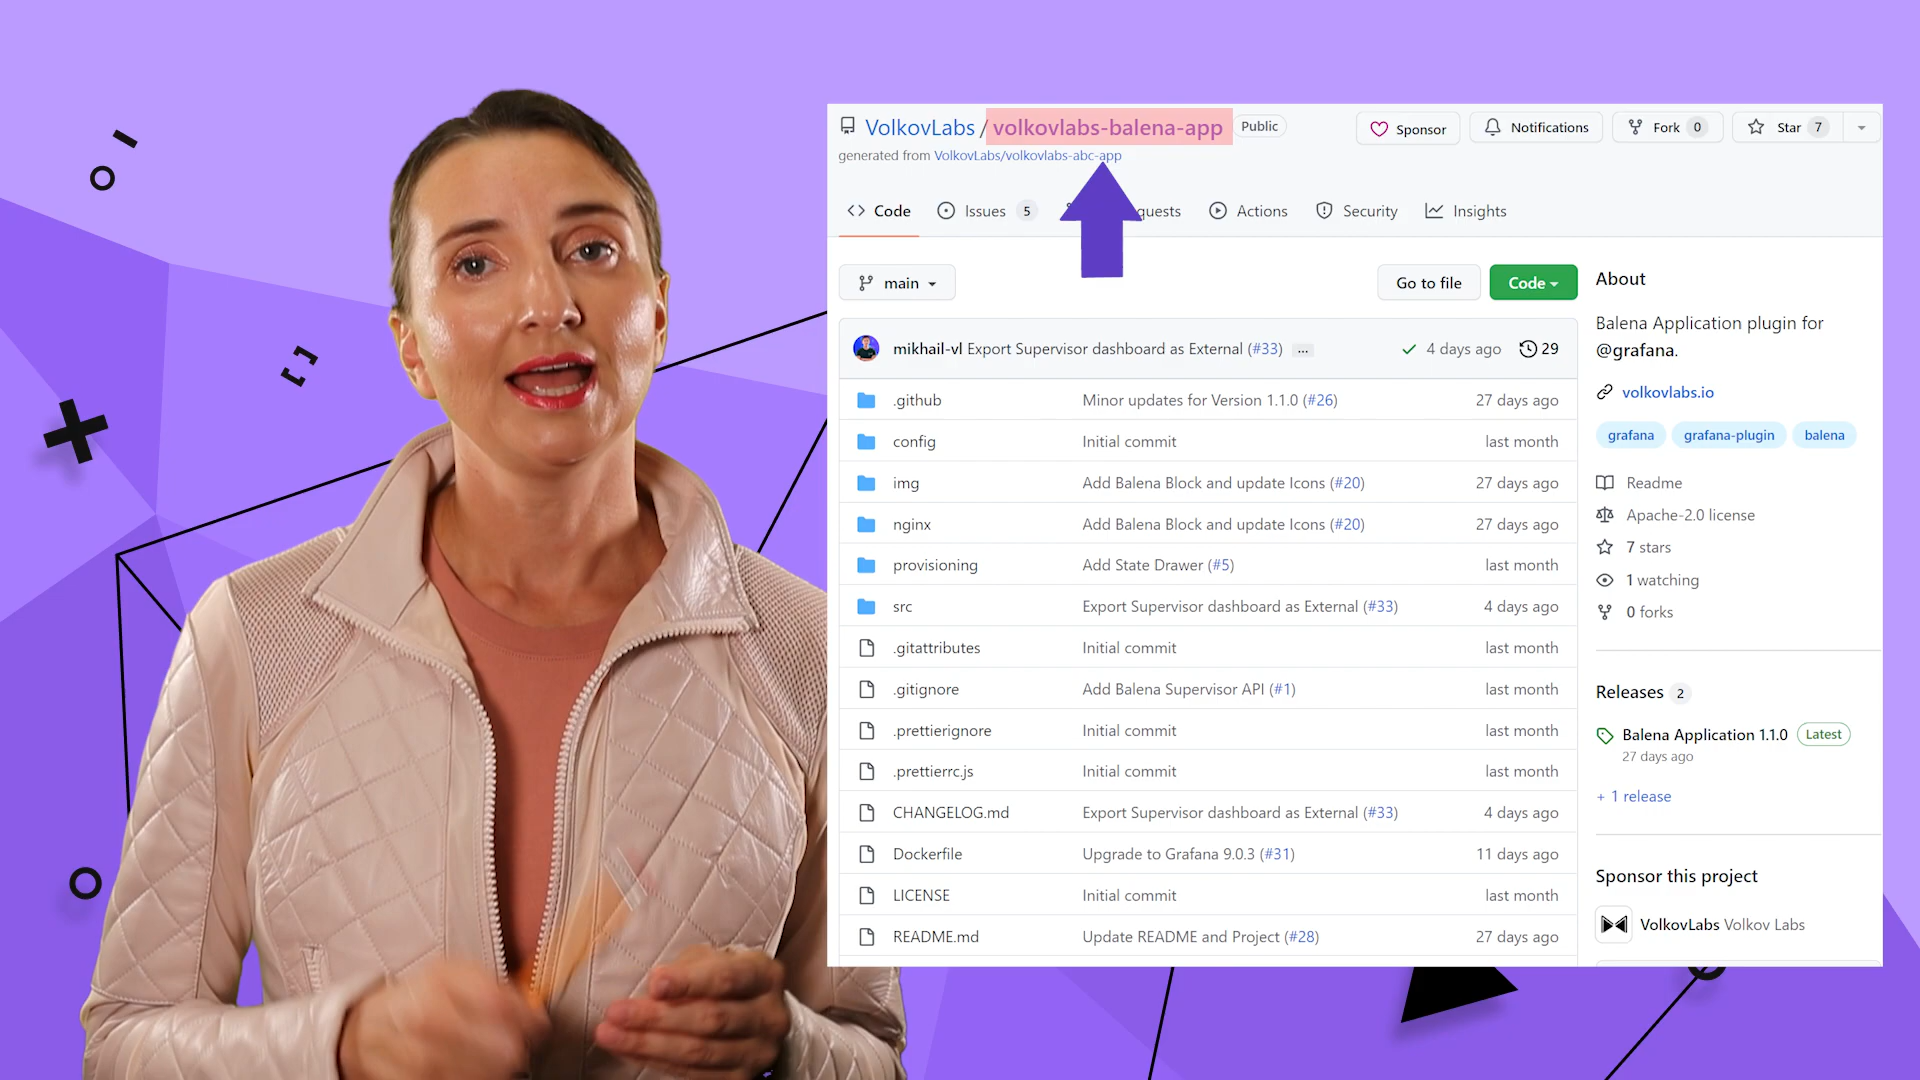 VolkovLabs / volkovlabs-balena-app Public
Sponsor Notifications Fork 0 Star 7
generated from VolkovLabs/volkovlabs-abc-app
Code Issues 5 Actions Security Insights
main Go to file Code
mikhail-vl Export Supervisor dashboard as External (#33) ... 4 days ago 29
.github Minor updates for Version 1.1.0 (#26) 27 days ago
config Initial commit last month
img Add Balena Block and update Icons (#20) 27 days ago
nginx Add Balena Block and update Icons (#20) 27 days ago
provisioning Add State Drawer (#5) last month
src Export Supervisor dashboard as External (#33) 4 days ago
.gitattributes Initial commit last month
.gitignore Add Balena Supervisor API (#1) last month
.prettierignore Initial commit last month
.prettierrc.js Initial commit last month
CHANGELOG.md Export Supervisor dashboard as External (#33) 4 days ago
Dockerfile Upgrade to Grafana 9.0.3 (#31) 11 days ago
LICENSE Initial commit last month
README.md Update README and Project (#28) 27 days ago
About
Balena Application plugin for
@grafana.
volkovlabs.io
grafana grafana-plugin balena
Readme
Apache-2.0 license
7 stars
1 watching
0 forks
Releases 2
Balena Application 1.1.0 Latest
27 days ago
+ 1 release
Sponsor this project
VolkovLabs Volkov Labs